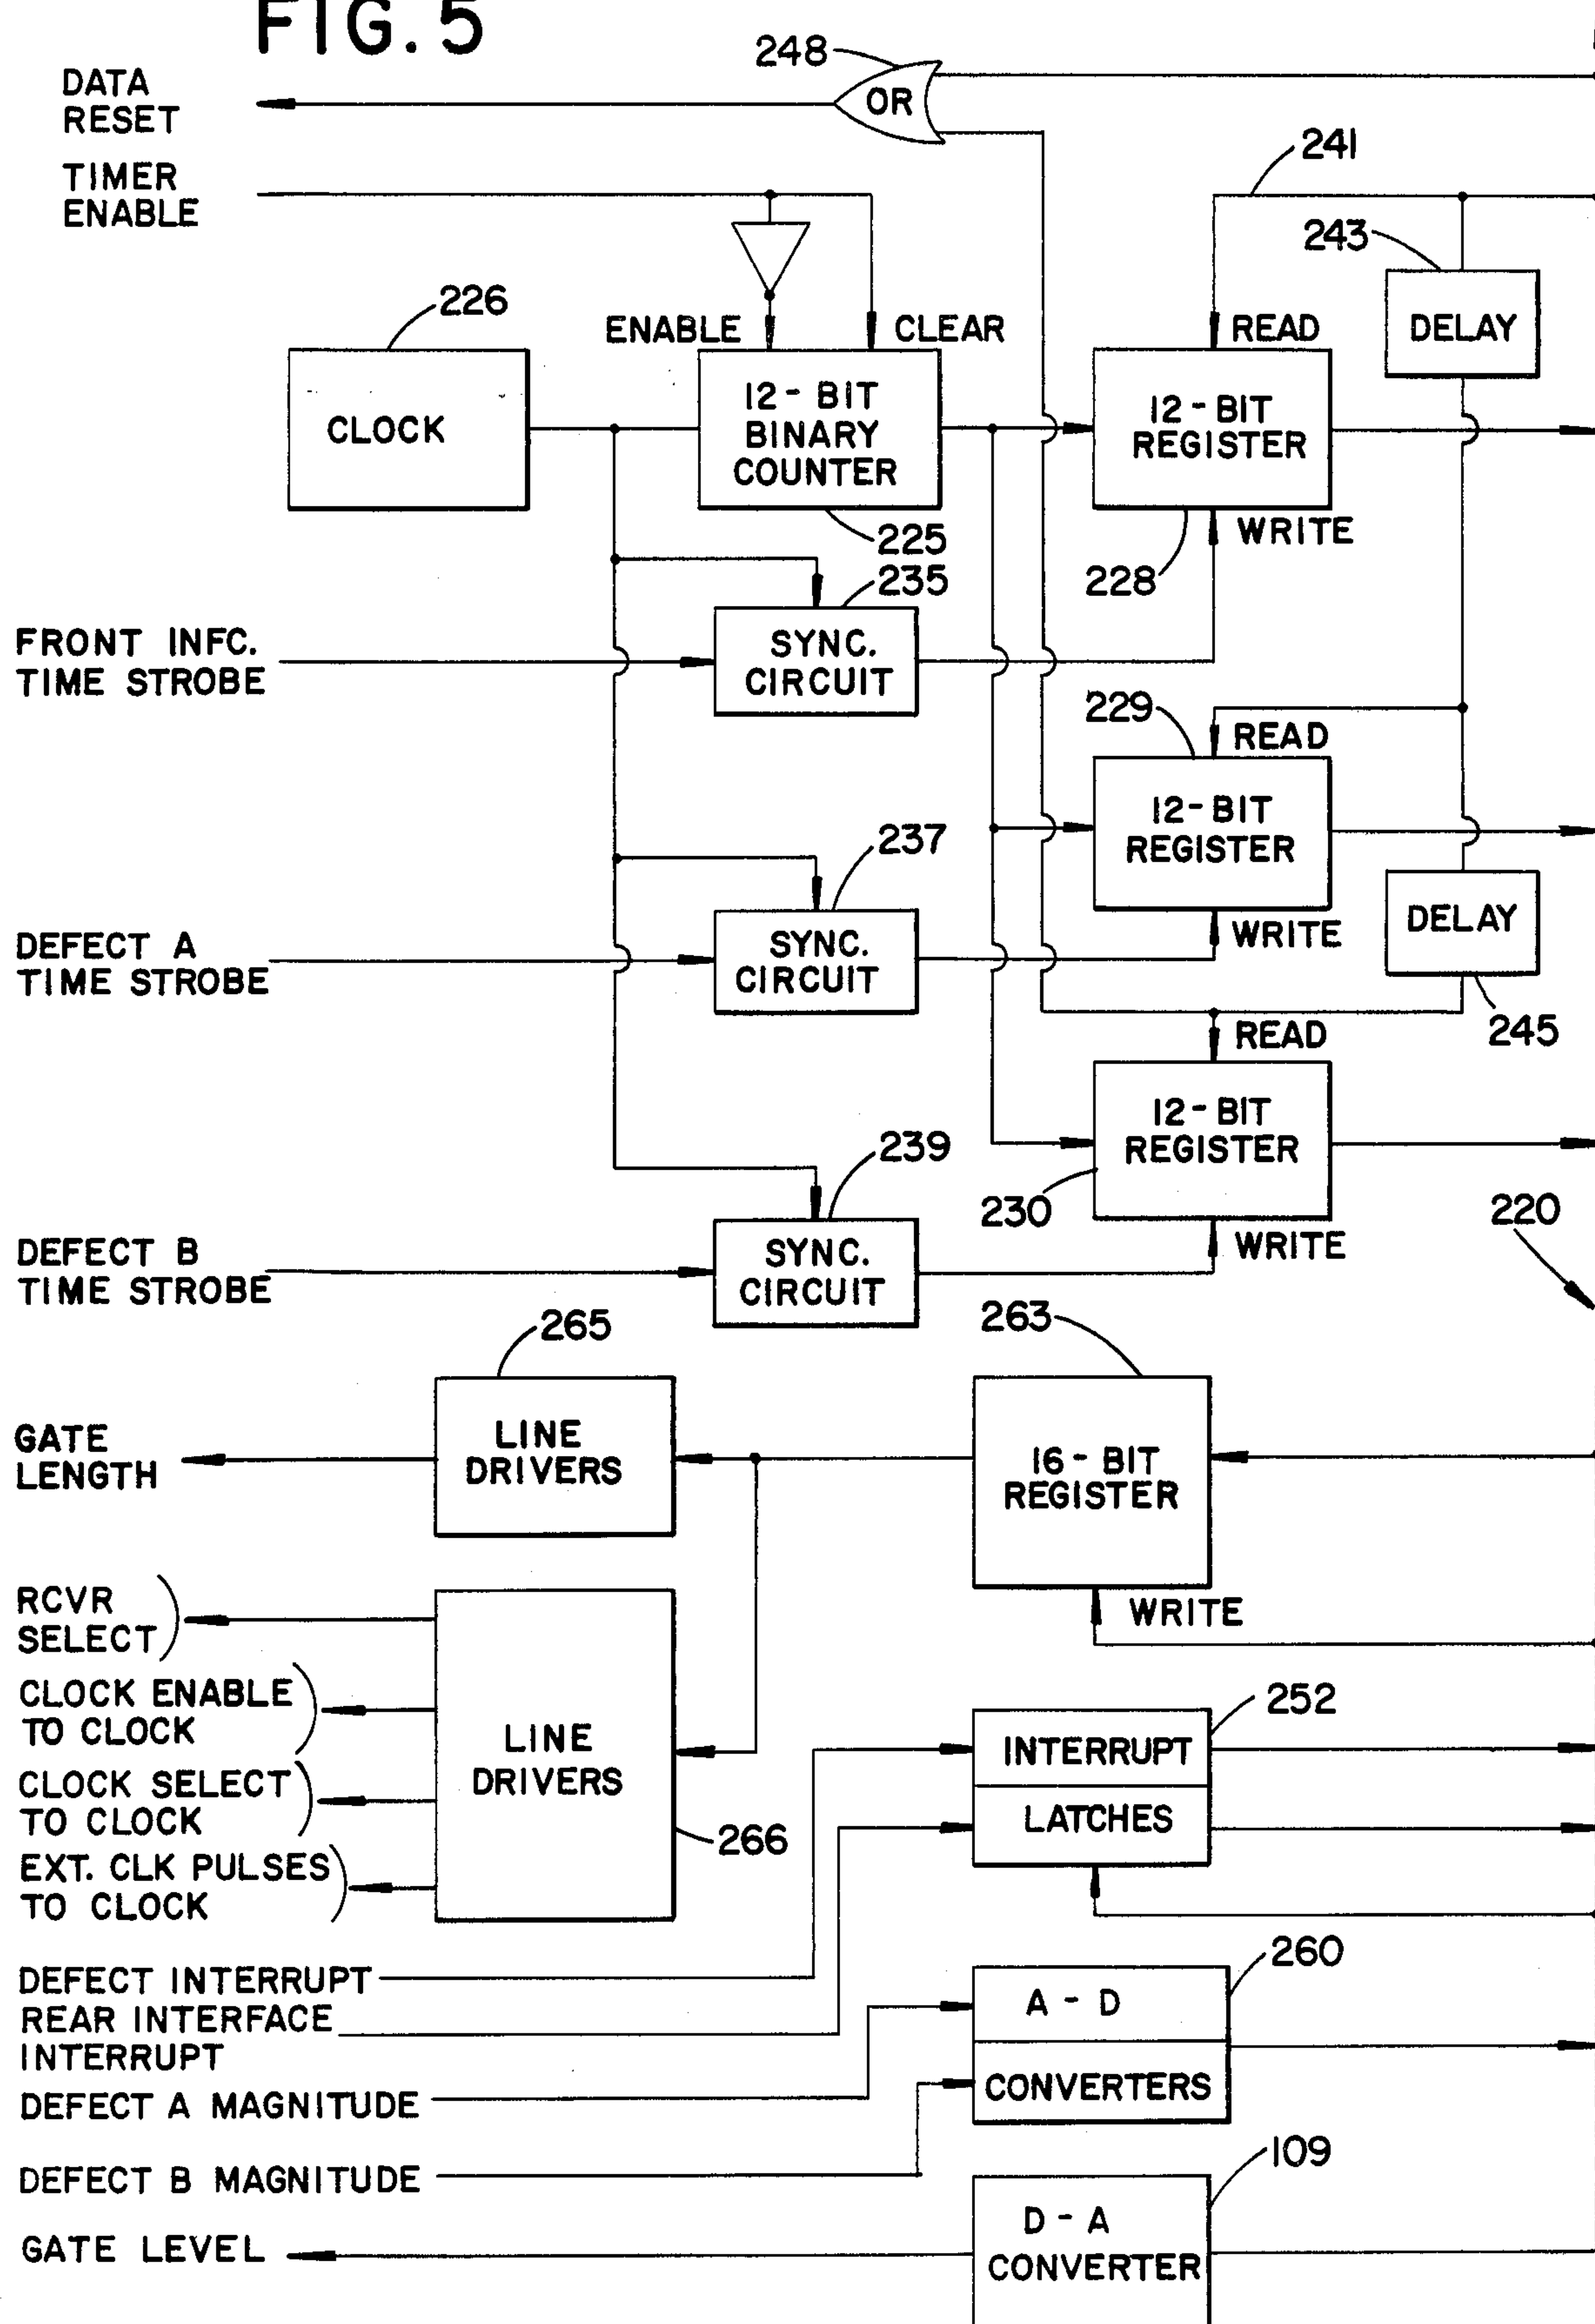 FIG. 5
248
DATA
RESET
OR
TIMER
ENABLE
241
243
DELAY
226
ENABLE
CLEAR
READ
CLOCK
12-BIT
BINARY
COUNTER
12-BIT
REGISTER
225
WRITE
228
235
FRONT INFC.
TIME STROBE
SYNC.
CIRCUIT
229
READ
12-BIT
REGISTER
237
DEFECT A
TIME STROBE
SYNC.
CIRCUIT
WRITE
DELAY
245
READ
12-BIT
REGISTER
239
230
220
DEFECT B
TIME STROBE
SYNC.
CIRCUIT
WRITE
265
263
GATE
LENGTH
LINE
DRIVERS
16-BIT
REGISTER
RCVR
SELECT
WRITE
CLOCK ENABLE
TO CLOCK
LINE
DRIVERS
252
INTERRUPT
LATCHES
CLOCK SELECT
TO CLOCK
266
EXT. CLK PULSES
TO CLOCK
DEFECT INTERRUPT
REAR INTERFACE
INTERRUPT
260
A-D
CONVERTERS
DEFECT A MAGNITUDE
DEFECT B MAGNITUDE
109
D-A
CONVERTER
GATE LEVEL